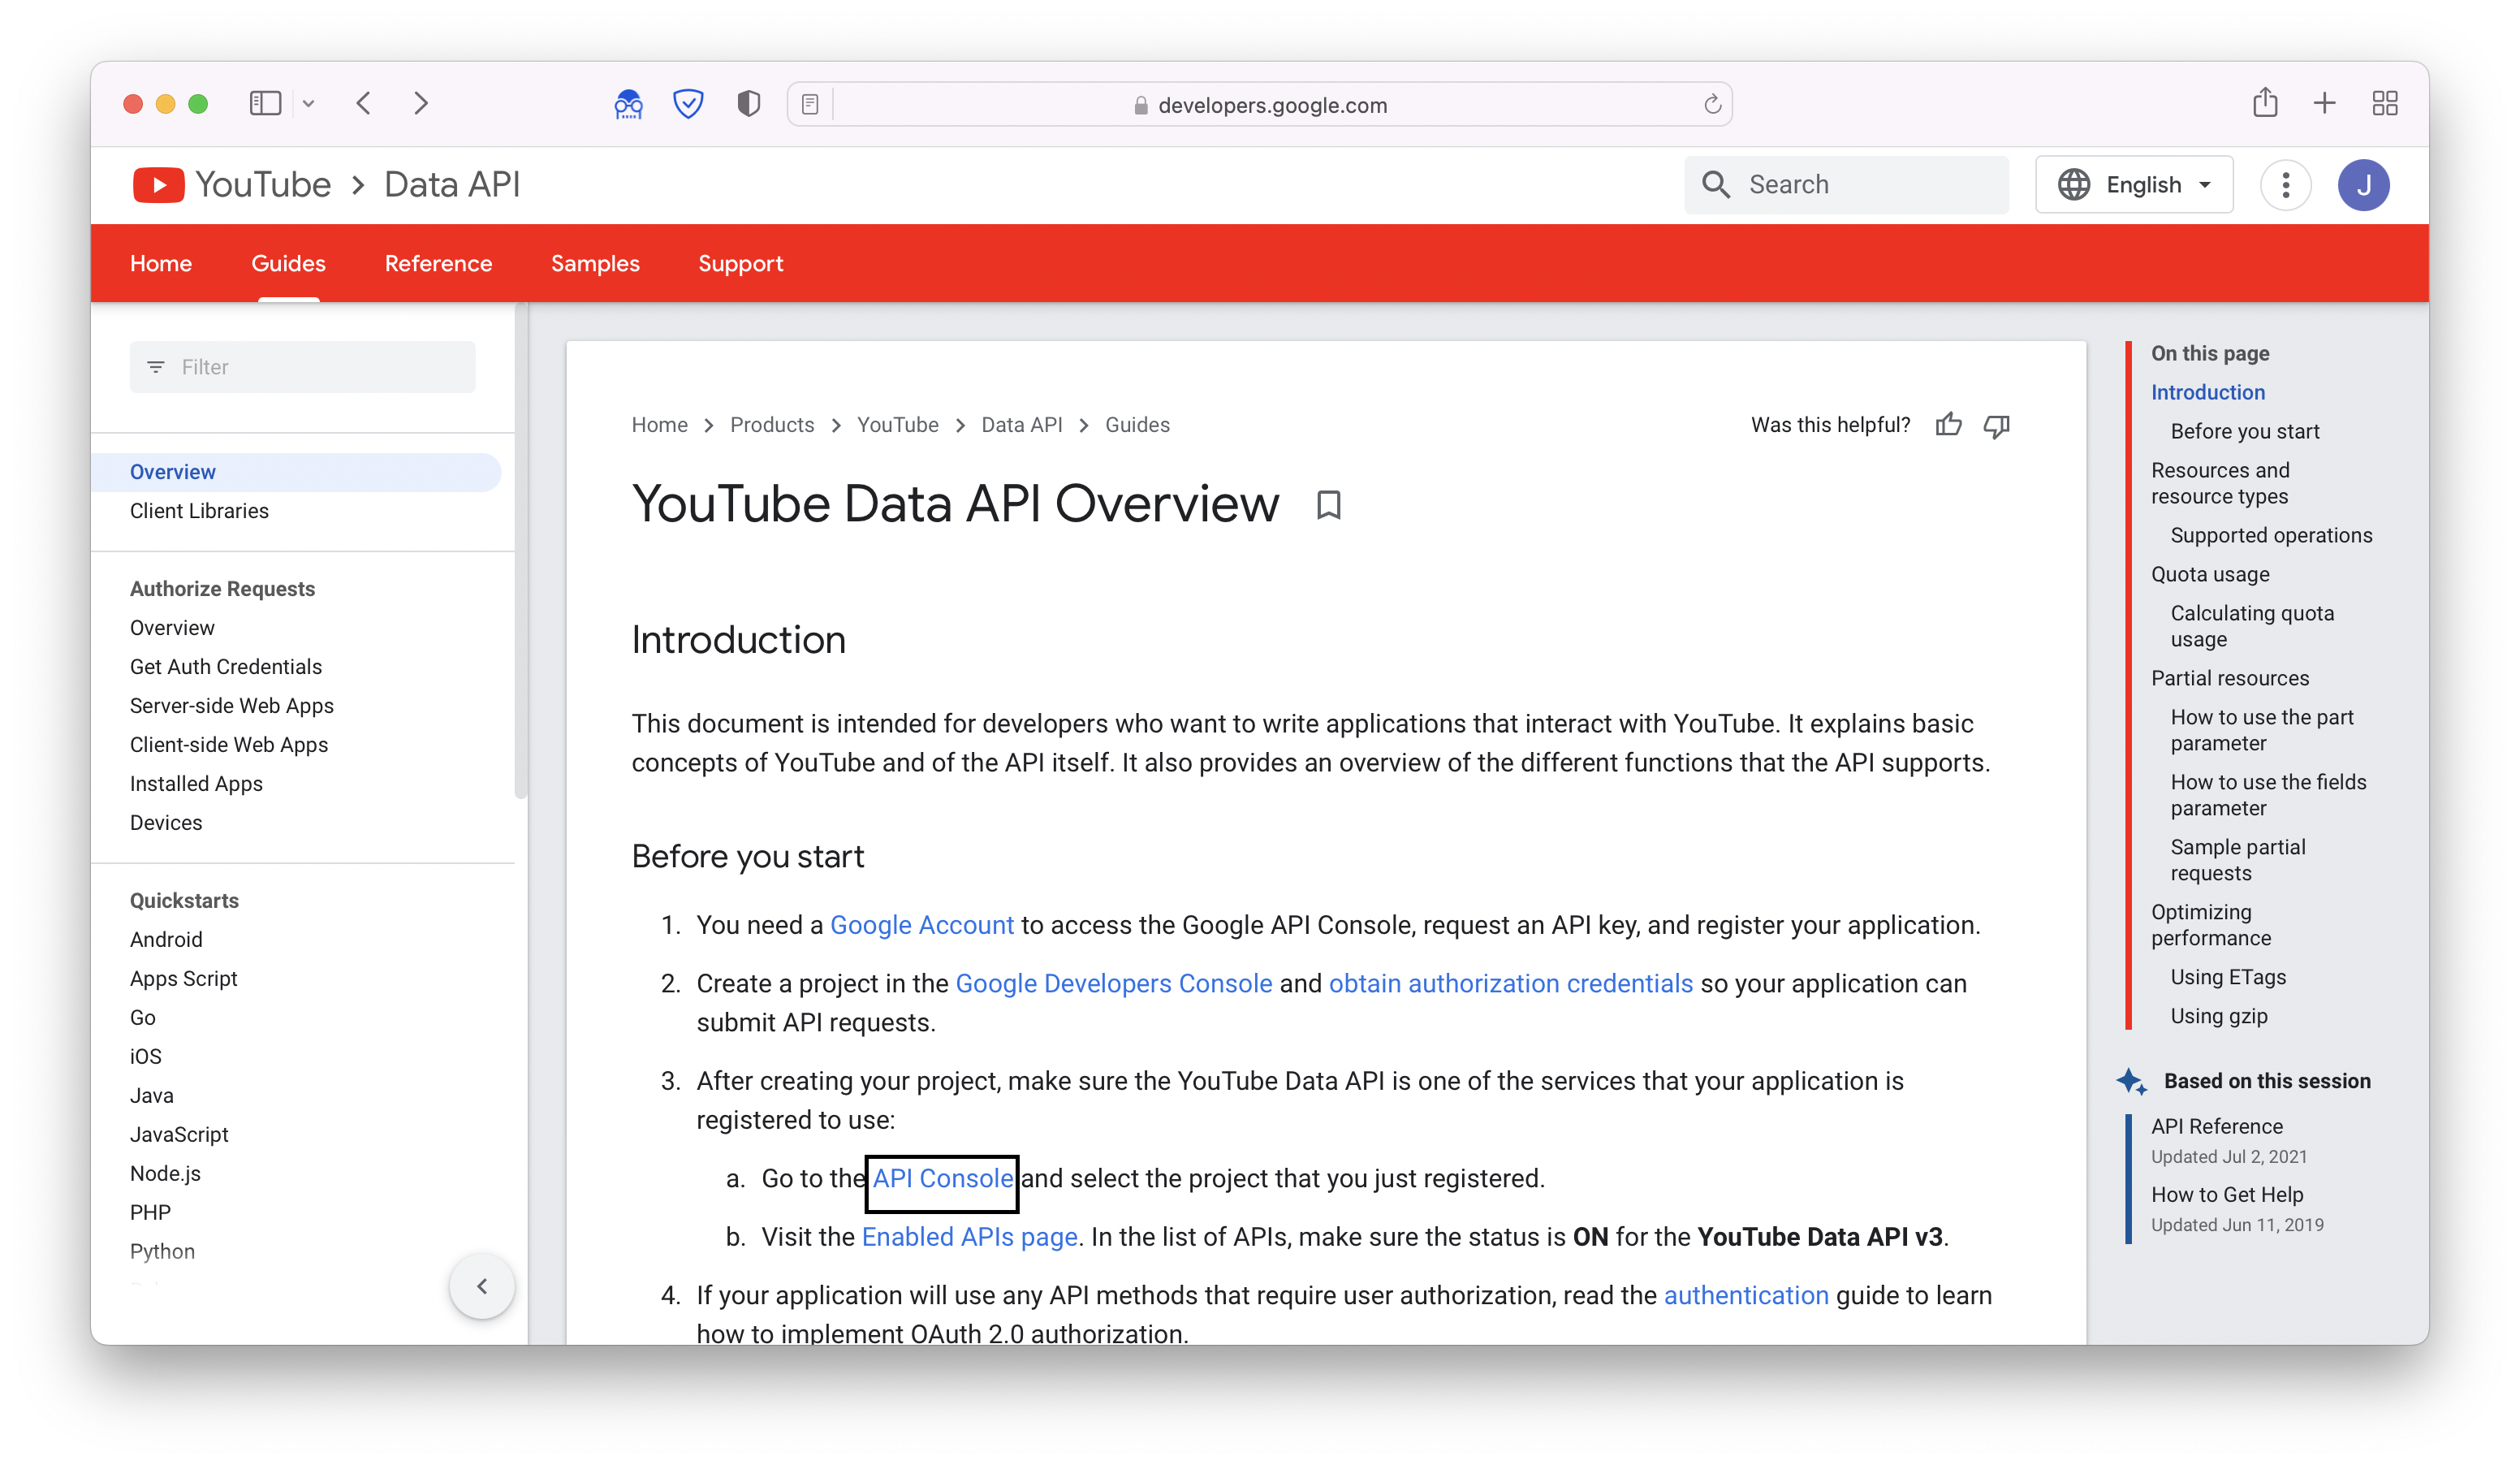 developers.google.com
YouTube > Data API
Search
English
J
Home Guides Reference Samples Support
Filter
Overview
Client Libraries
Authorize Requests
Overview
Get Auth Credentials
Server-side Web Apps
Client-side Web Apps
Installed Apps
Devices
Quickstarts
Android
Apps Script
Go
iOS
Java
JavaScript
Node.js
PHP
Python
Home > Products > YouTube > Data API > Guides
Was this helpful?
YouTube Data API Overview
Introduction
This document is intended for developers who want to write applications that interact with YouTube. It explains basic
concepts of YouTube and of the API itself. It also provides an overview of the different functions that the API supports.
Before you start
1. You need a Google Account to access the Google API Console, request an API key, and register your application.
2. Create a project in the Google Developers Console and obtain authorization credentials so your application can
submit API requests.
3. After creating your project, make sure the YouTube Data API is one of the services that your application is
registered to use:
a. Go to the API Console and select the project that you just registered.
b. Visit the Enabled APIs page. In the list of APIs, make sure the status is ON for the YouTube Data API v3.
4. If your application will use any API methods that require user authorization, read the authentication guide to learn
how to implement OAuth 2.0 authorization.
On this page
Introduction
Before you start
Resources and
resource types
Supported operations
Quota usage
Calculating quota
usage
Partial resources
How to use the part
parameter
How to use the fields
parameter
Sample partial
requests
Optimizing
performance
Using ETags
Using gzip
Based on this session
API Reference
Updated Jul 2, 2021
How to Get Help
Updated Jun 11, 2019